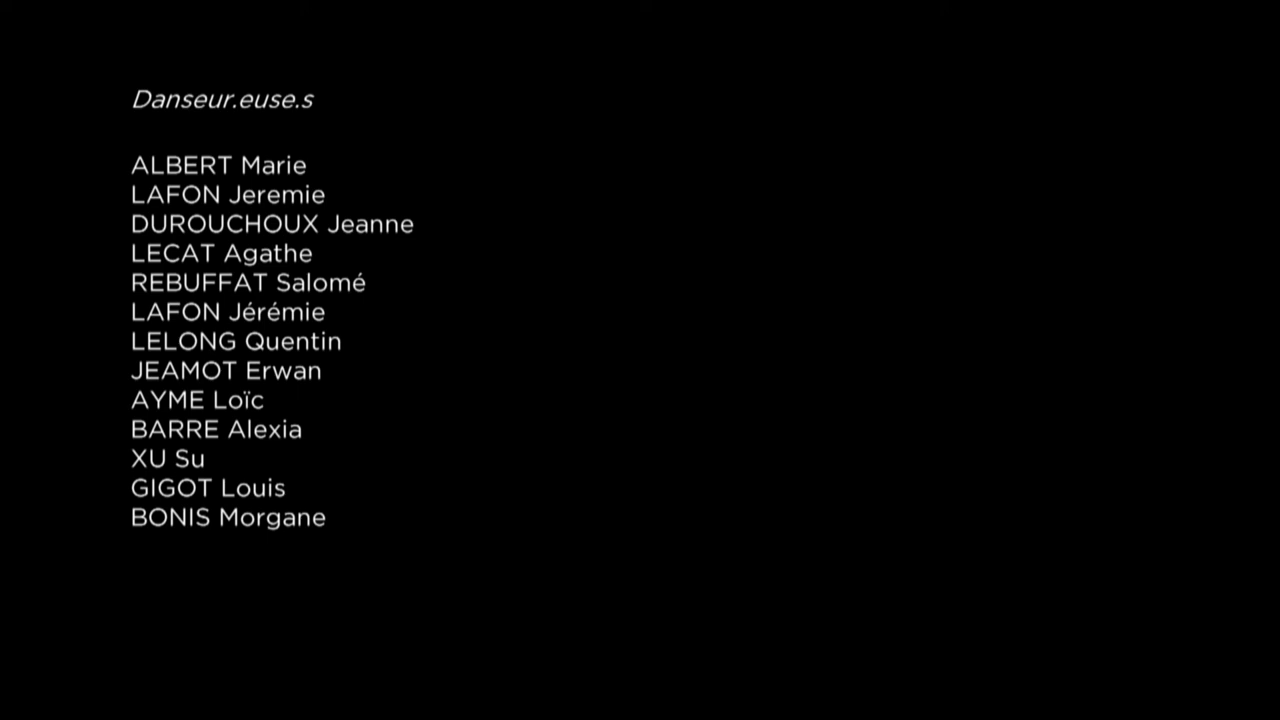 Danseur.euse.s
ALBERT Marie
LAFON Jeremie
DUROUCHOUX Jeanne
LECAT Agathe
REBUFFAT Salomé
LAFON Jérémie
LELONG Quentin
JEAMOT Erwan
AYME Loïc
BARRE Alexia
XU Su
GIGOT Louis
BONIS Morgane